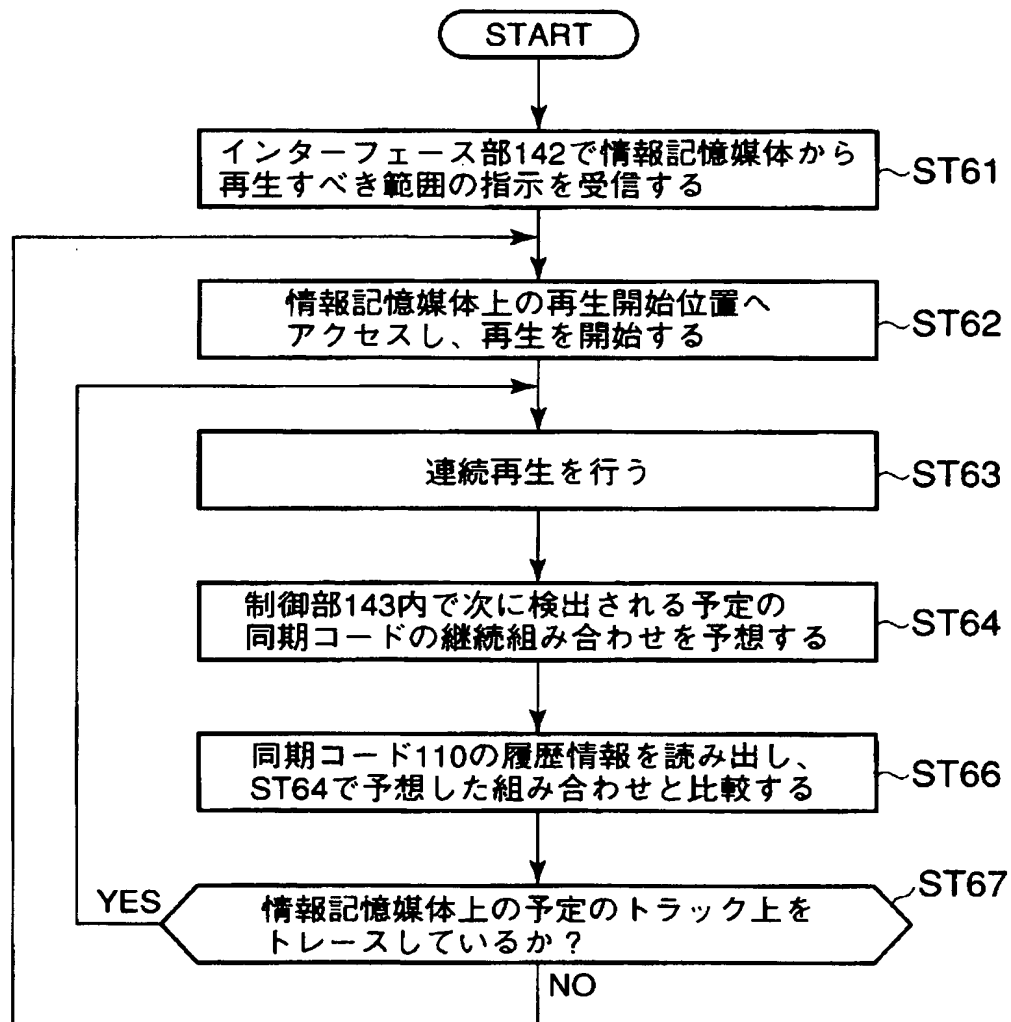 START
インターフェース部142で情報記憶媒体から
再生すべき範囲の指示を受信する
ST61
情報記憶媒体上の再生開始位置へ
アクセスし、再生を開始する
ST62
連続再生を行う
ST63
制御部143内で次に検出される予定の
同期コードの継続組み合わせを予想する
ST64
同期コード110の履歴情報を読み出し、
ST64で予想した組み合わせと比較する
ST66
YES
情報記憶媒体上の予定のトラック上を
トレースしているか?
ST67
NO